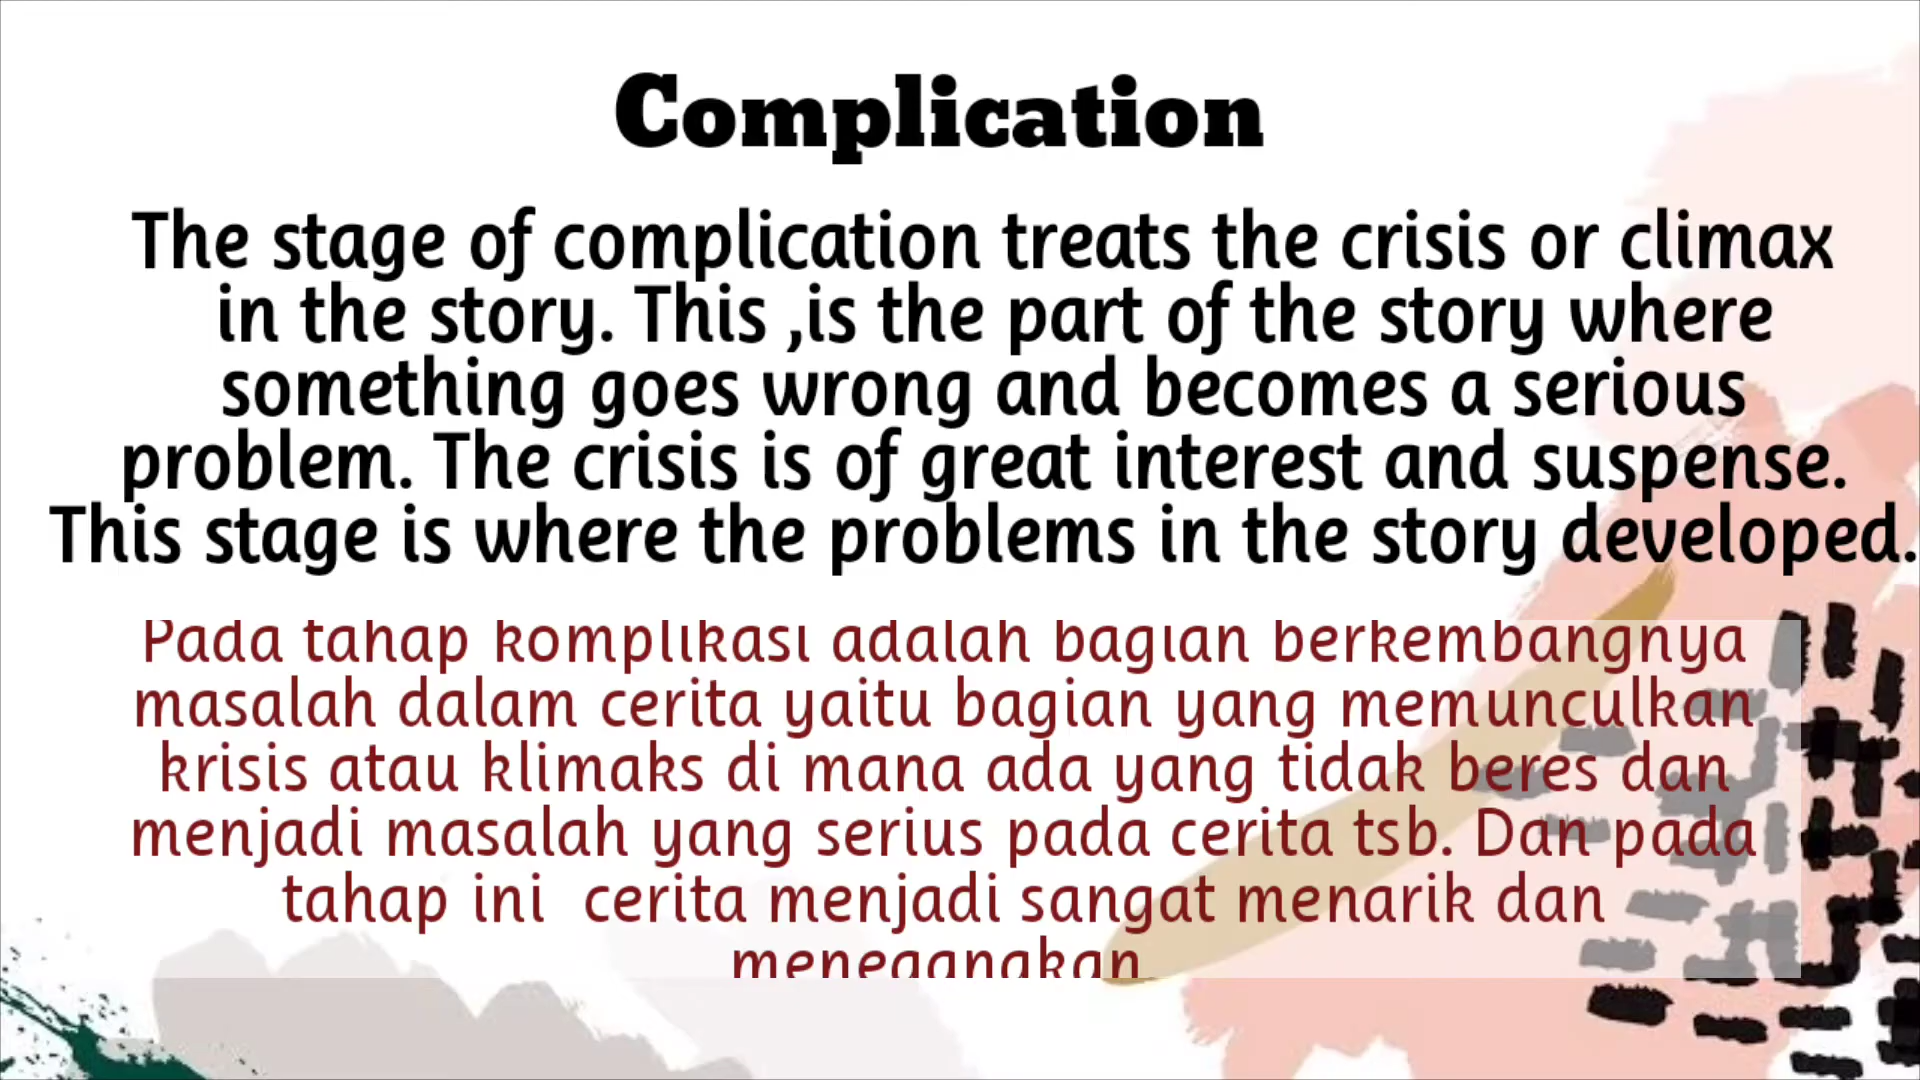 Complication
The stage of complication treats the crisis or climax
in the story. This ,is the part of the story where
something goes wrong and becomes a serious
problem. The crisis is of great interest and suspense.
This stage is where the problems in the story developed.
Pada tahap komplikasi adalah bagian berkembangnya
masalah dalam cerita yaitu bagian yang memunculkan
krisis atau klimaks di mana ada yang tidak beres dan
menjadi masalah yang serius pada cerita tsb. Dan pada
tahap ini cerita menjadi sangat menarik dan
menegangkan.